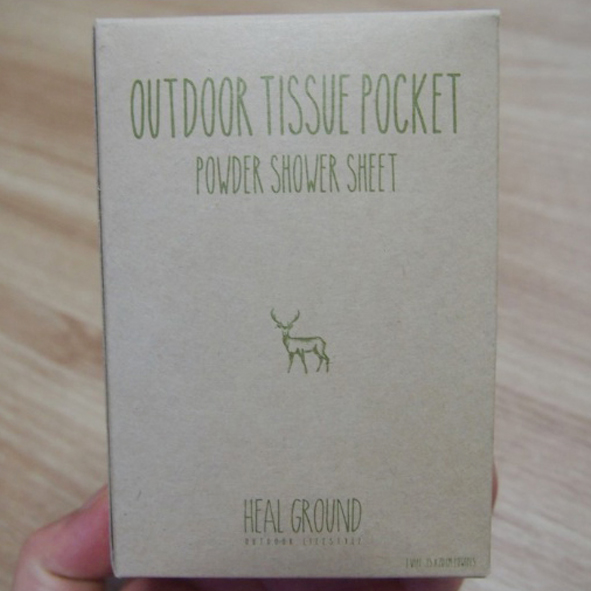 OUTDOOR TISSUE POCKET
POWDER SHOWER SHEET
HEAL GROUND
OUTDOOR LIFESTYLE